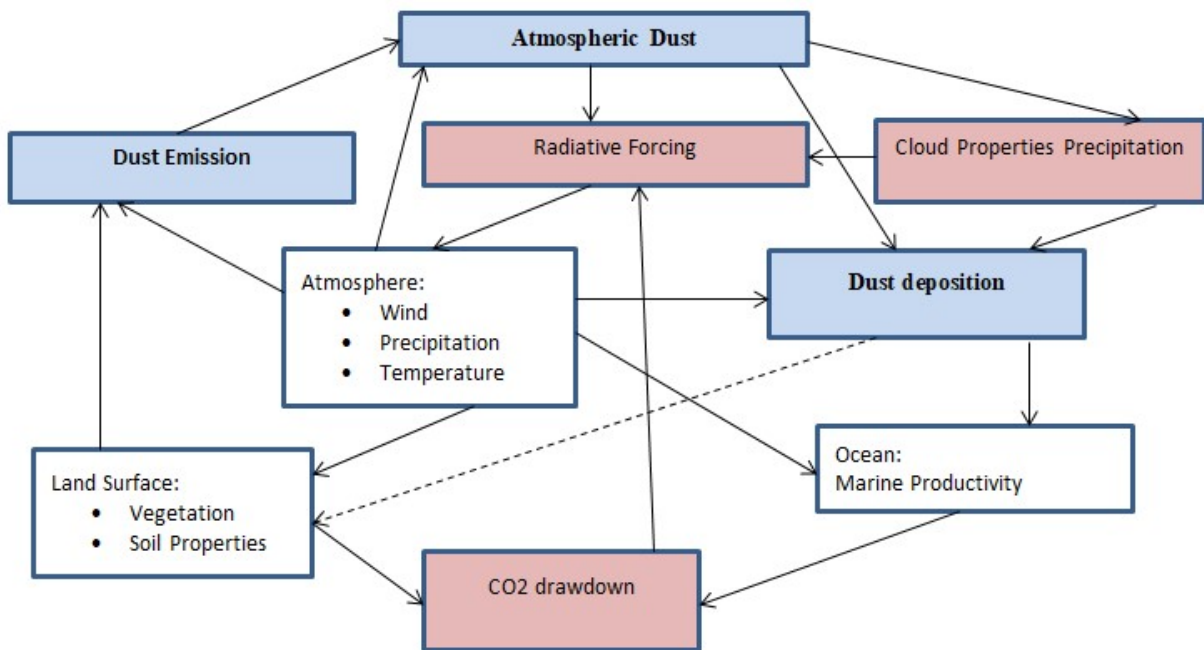 Atmospheric Dust
Dust Emission
Radiative Forcing
Cloud Properties Precipitation
Atmosphere:
• Wind
• Precipitation
• Temperature
Dust deposition
Land Surface:
• Vegetation
• Soil Properties
Ocean:
Marine Productivity
CO2 drawdown